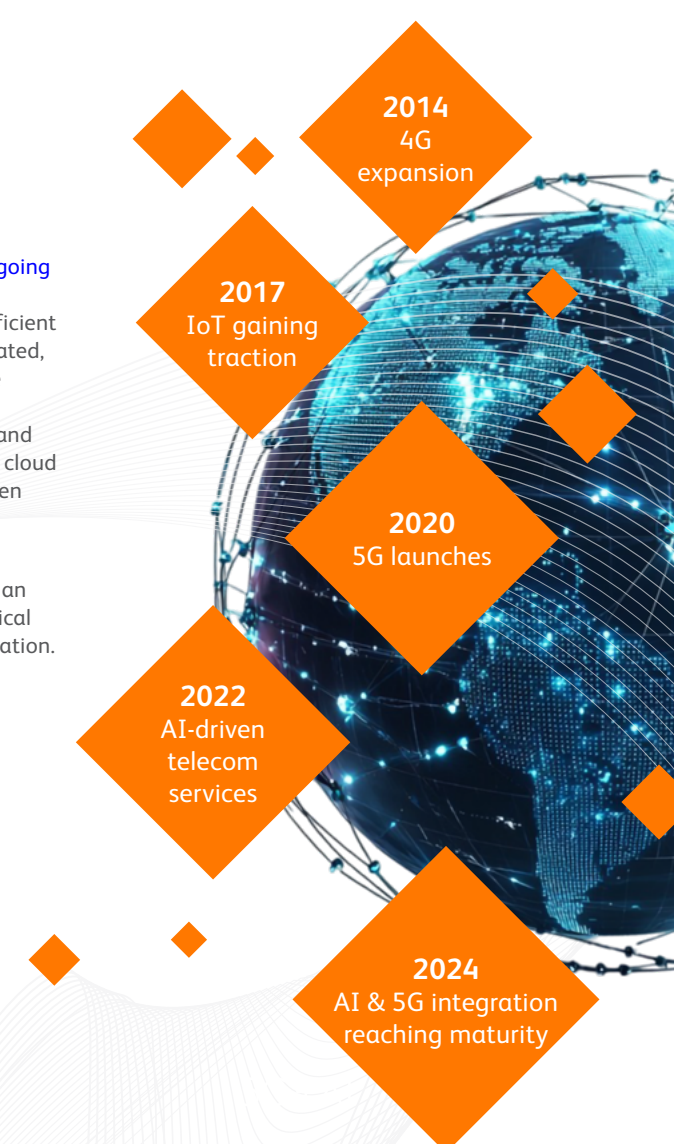 2014
4G
expansion
going
2017
IoT gaining
traction
ficient
ated,
and
cloud
en
2020
5G launches
an
ical
ation.
2022
AI-driven
telecom
services
2024
AI & 5G integration
reaching maturity